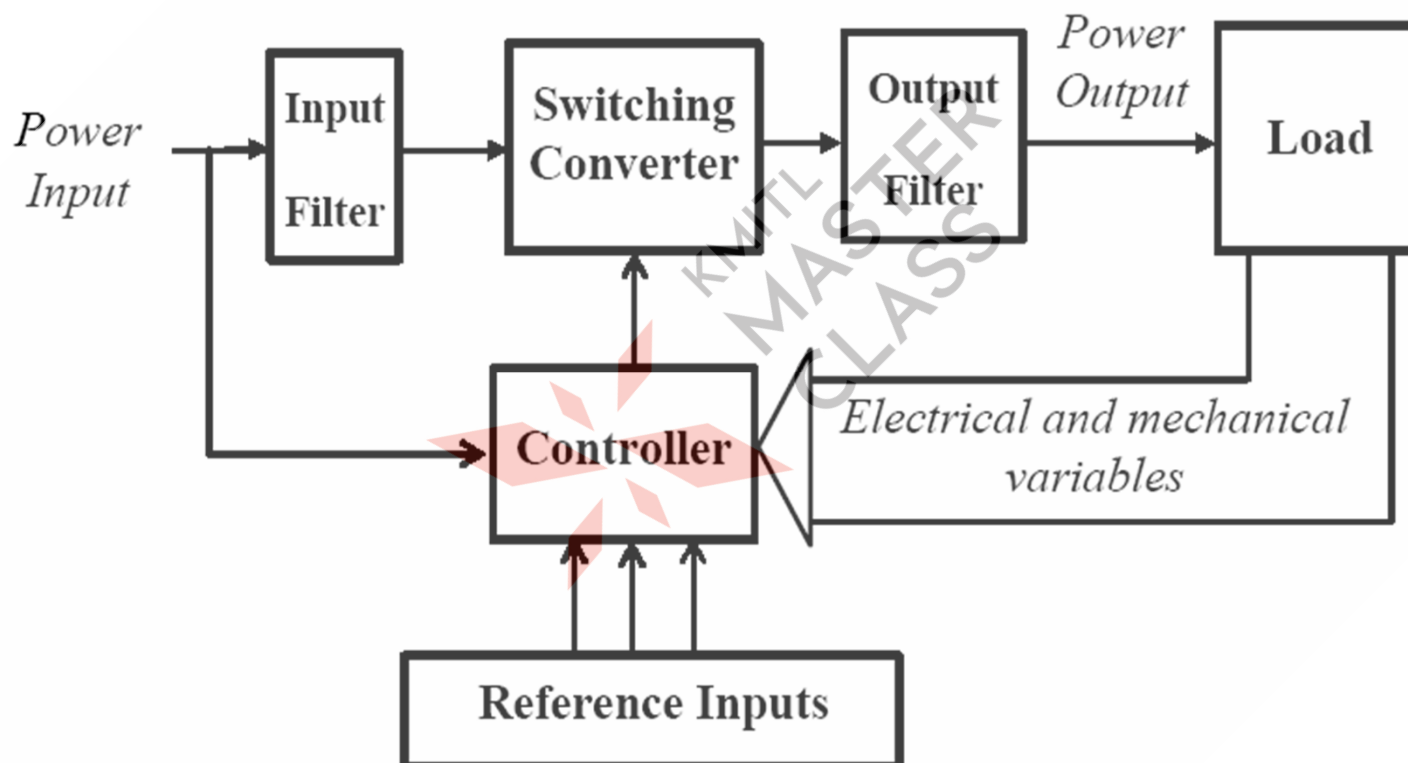 Power
Input
Input
Filter
Switching
Converter
Output
Filter
Power
Output
Load
KMITL
MASTER
CLASS
Controller
Electrical and mechanical
variables
Reference Inputs